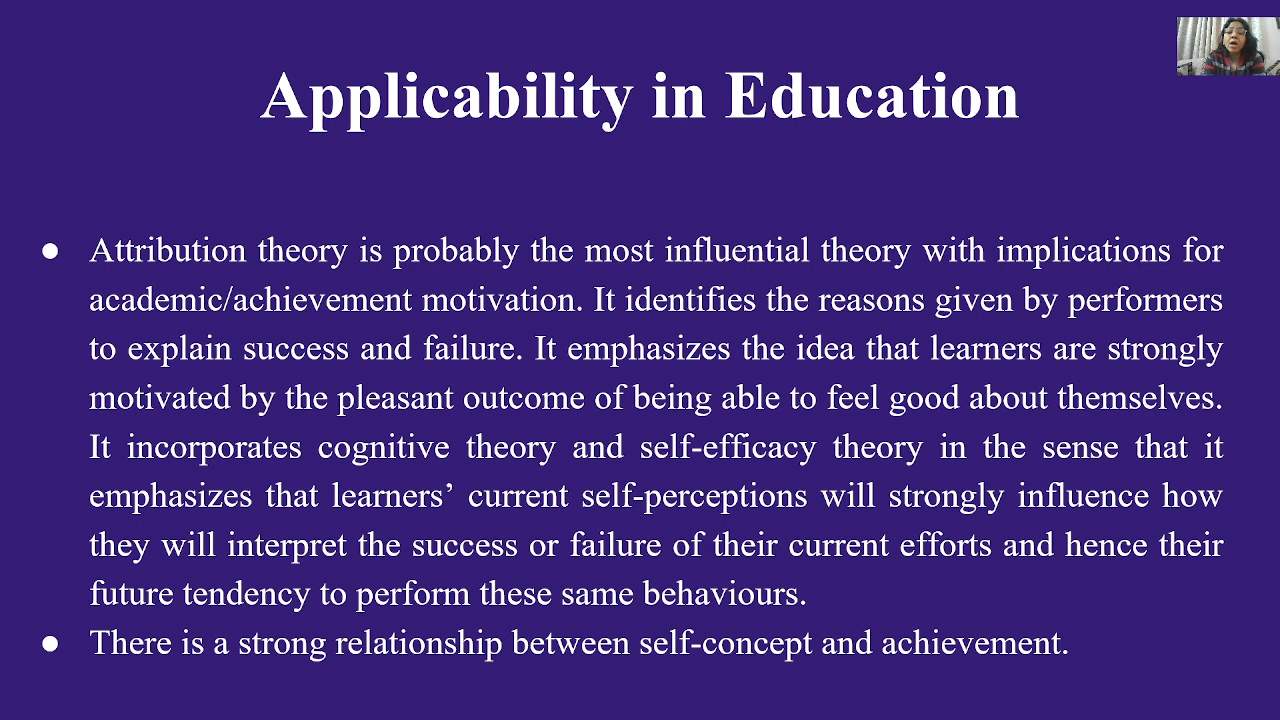 Applicability in Education
● Attribution theory is probably the most influential theory with implications for
academic/achievement motivation. It identifies the reasons given by performers
to explain success and failure. It emphasizes the idea that learners are strongly
motivated by the pleasant outcome of being able to feel good about themselves.
It incorporates cognitive theory and self-efficacy theory in the sense that it
emphasizes that learners’ current self-perceptions will strongly influence how
they will interpret the success or failure of their current efforts and hence their
future tendency to perform these same behaviours.
● There is a strong relationship between self-concept and achievement.